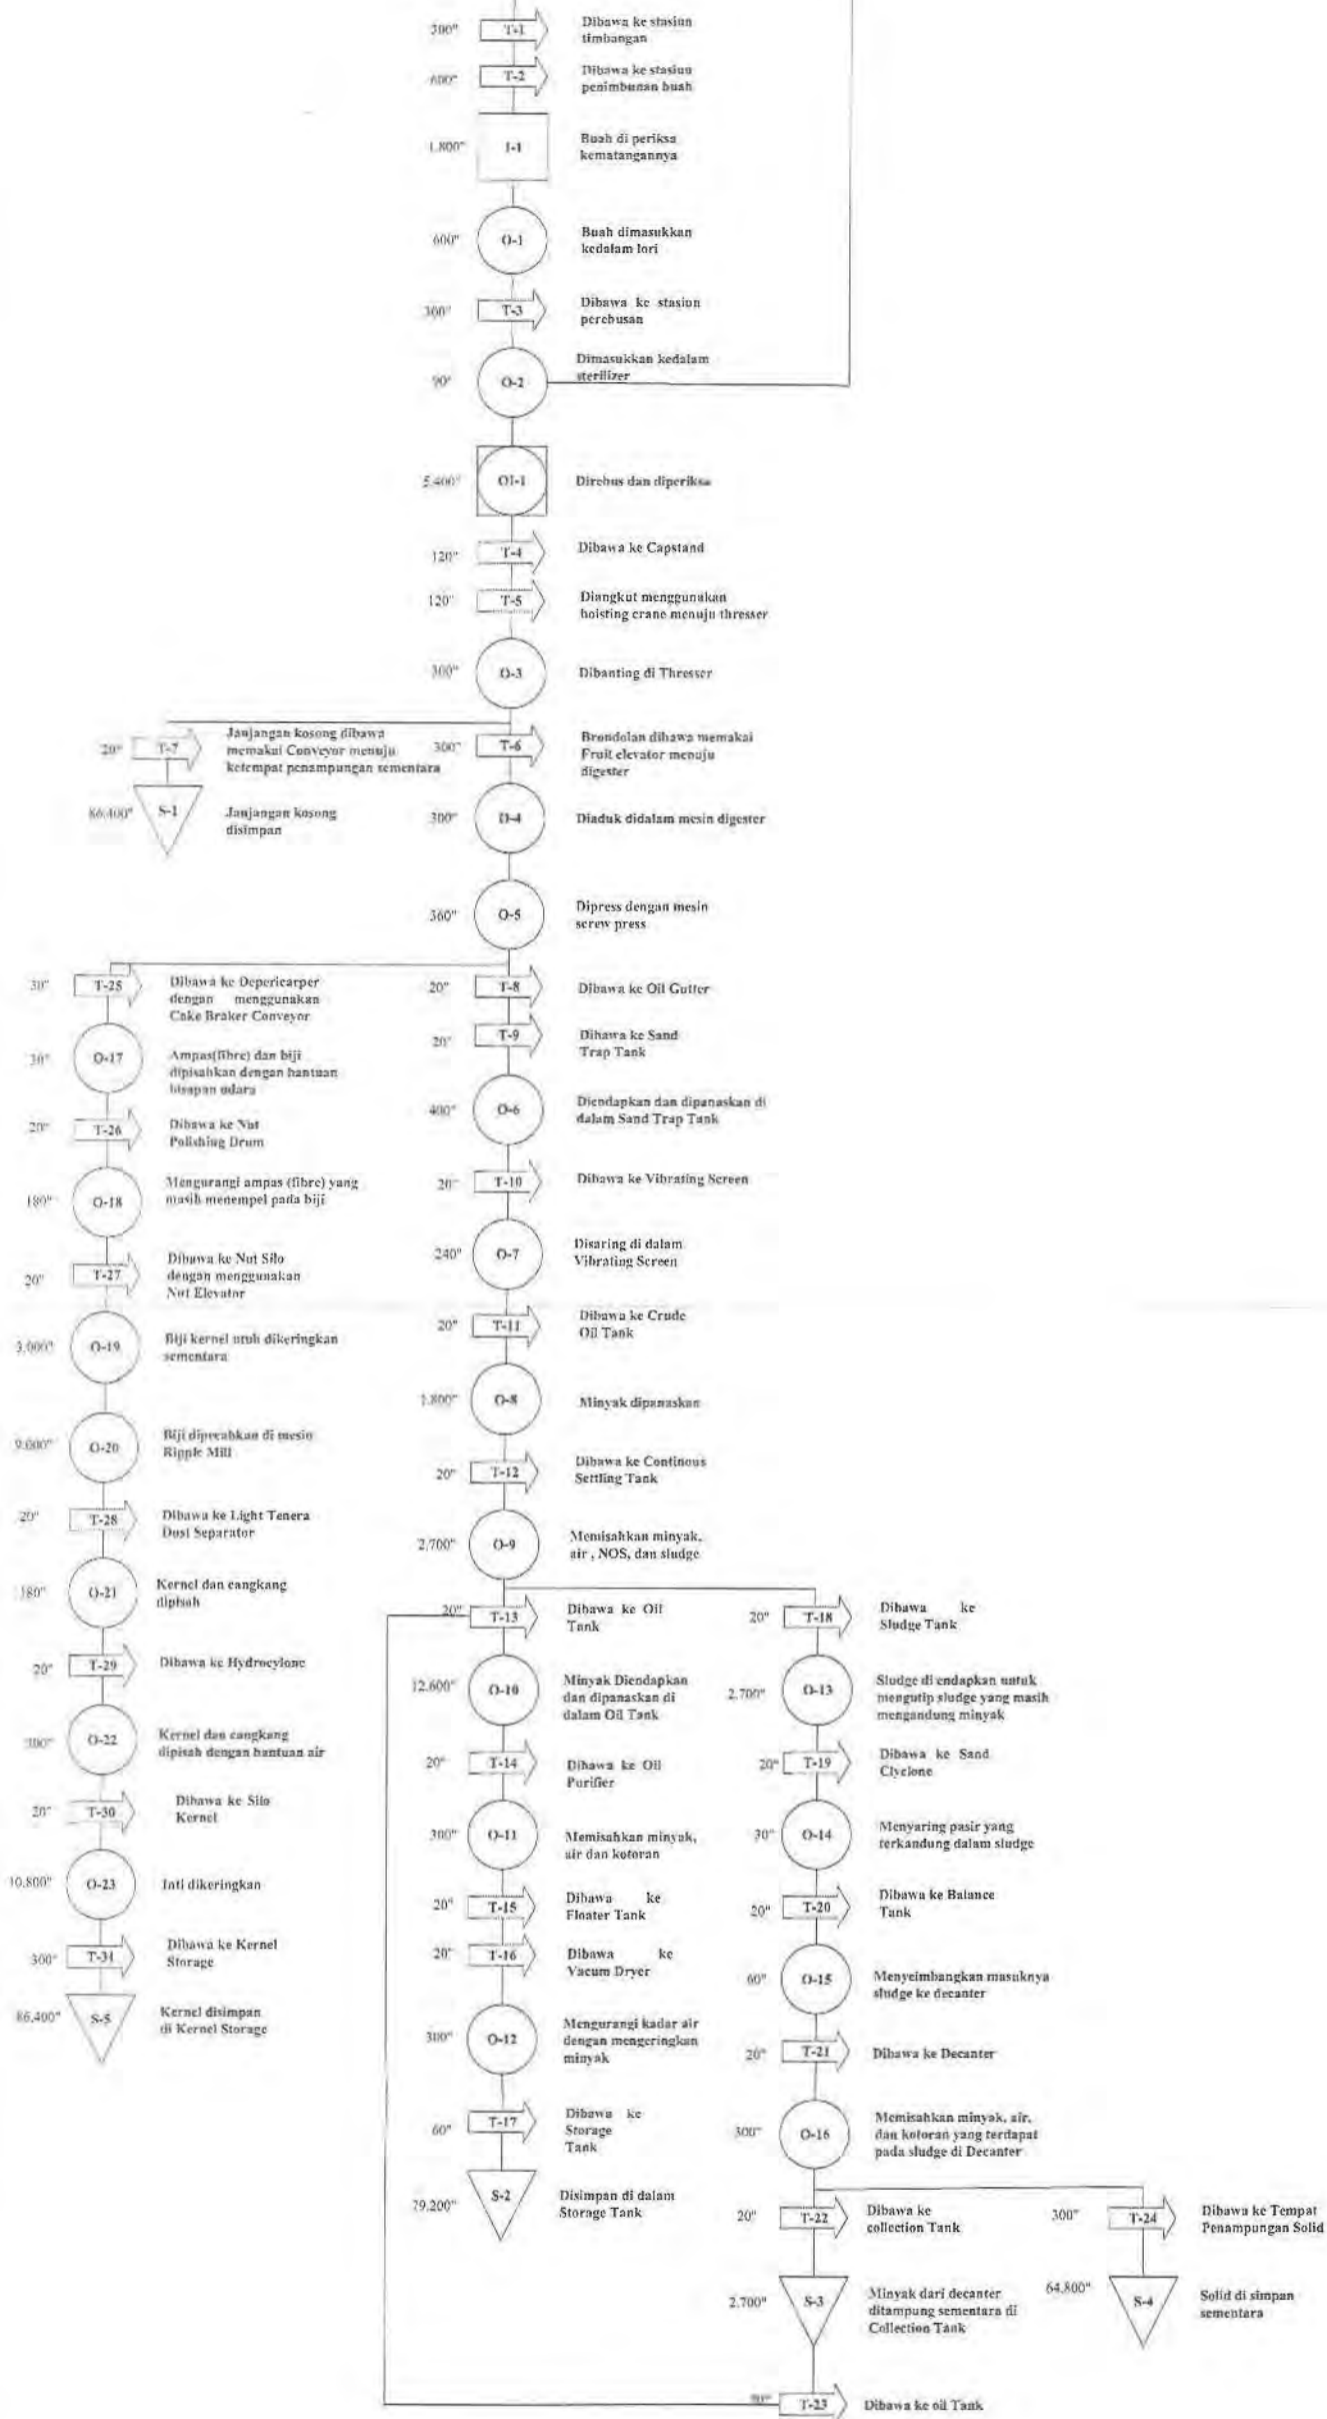 300"
T-1
Dibawa ke stasiun
timbangan
600"
T-2
Dibawa ke stasiun
penimbunan buah
1.800"
I-1
Buah di periksa
kematangannya
600"
O-1
Buah dimasukkan
kedalam lori
300"
T-3
Dibawa ke stasion
perebusan
90"
O-2
Dimasukkan kedalam
sterilizer
5.400"
OI-1
Direbus dan diperiksa
120"
T-4
Dibawa ke Capstand
120"
T-5
Diangkut menggunakan
hoisting crane menuju thresser
300"
O-3
Dibanting di Thresser
20"
T-7
Janjangan kosong dibawa
memakai Conveyor menuju
ketempat penampungan sementara
86.400"
S-1
Janjangan kosong
disimpan
300"
T-6
Brondolan dibawa memakai
Fruit elevator menuju
digester
300"
O-4
Diaduk didalam mesin digester
360"
O-5
Dipress dengan mesin
screw press
30"
T-25
Dibawa ke Depericarper
dengan menggunakan
Cake Braker Conveyor
30"
O-17
Ampas(fibre) dan biji
dipisahkan dengan bantuan
hisapan udara
20"
T-26
Dibawa ke Nut
Polishing Drum
180"
O-18
Mengurangi ampas (fibre) yang
masih menempel pada biji
20"
T-27
Dibawa ke Nut Silo
dengan menggunakan
Nut Elevator
3.000"
O-19
Biji kernel utuh dikeringkan
sementara
9.000"
O-20
Biji dipecahkan di mesin
Ripple Mill
20"
T-28
Dibawa ke Light Tenera
Dust Separator
180"
O-21
Kernel dan cangkang
dipisah
20"
T-29
Dibawa ke Hydrocylone
300"
O-22
Kernel dan cangkang
dipisah dengan bantuan air
20"
T-30
Dibawa ke Silo
Kernel
10.800"
O-23
Inti dikeringkan
300"
T-31
Dibawa ke Kernel
Storage
86.400"
S-5
Kernel disimpan
di Kernel Storage
20"
T-8
Dibawa ke Oil Gutter
20"
T-9
Dibawa ke Sand
Trap Tank
400"
O-6
Diendapkan dan dipanaskan di
dalam Sand Trap Tank
20"
T-10
Dibawa ke Vibrating Screen
240"
O-7
Disaring di dalam
Vibrating Screen
20"
T-11
Dibawa ke Crude
Oil Tank
1.800"
O-8
Minyak dipanaskan
20"
T-12
Dibawa ke Continous
Settling Tank
2.700"
O-9
Memisahkan minyak,
air , NOS, dan sludge
20"
T-13
Dibawa ke Oil
Tank
12.600"
O-10
Minyak Diendapkan
dan dipanaskan di
dalam Oil Tank
20"
T-14
Dibawa ke Oil
Purifier
300"
O-11
Memisahkan minyak,
air dan kotoran
20"
T-15
Dibawa ke
Floater Tank
20"
T-16
Dibawa ke
Vacum Dryer
300"
O-12
Mengurangi kadar air
dengan mengeringkan
minyak
60"
T-17
Dibawa ke
Storage
Tank
79.200"
S-2
Disimpan di dalam
Storage Tank
20"
T-18
Dibawa ke
Sludge Tank
2.700"
O-13
Sludge di endapkan untuk
mengutip sludge yang masih
mengandung minyak
20"
T-19
Dibawa ke Sand
Clyclone
30"
O-14
Menyaring pasir yang
terkandung dalam sludge
20"
T-20
Dibawa ke Balance
Tank
60"
O-15
Menyeimbangkan masuknya
sludge ke decanter
20"
T-21
Dibawa ke Decanter
300"
O-16
Memisahkan minyak, air,
dan kotoran yang terdapat
pada sludge di Decanter
20"
T-22
Dibawa ke
collection Tank
300"
T-24
Dibawa ke Tempat
Penampungan Solid
2.700"
S-3
Minyak dari decanter
ditampung sementara di
Collection Tank
64.800"
S-4
Solid di simpan
sementara
T-23
Dibawa ke oil Tank